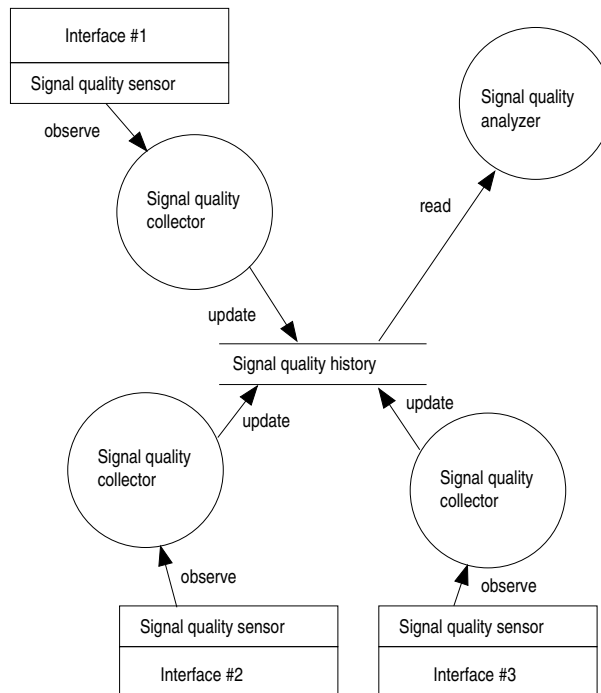 Interface #1
Signal quality sensor
observe
Signal quality
analyzer
Signal quality
collector
read
update
Signal quality history
update
update
Signal quality
collector
Signal quality
collector
observe
observe
Signal quality sensor
Interface #2
Signal quality sensor
Interface #3